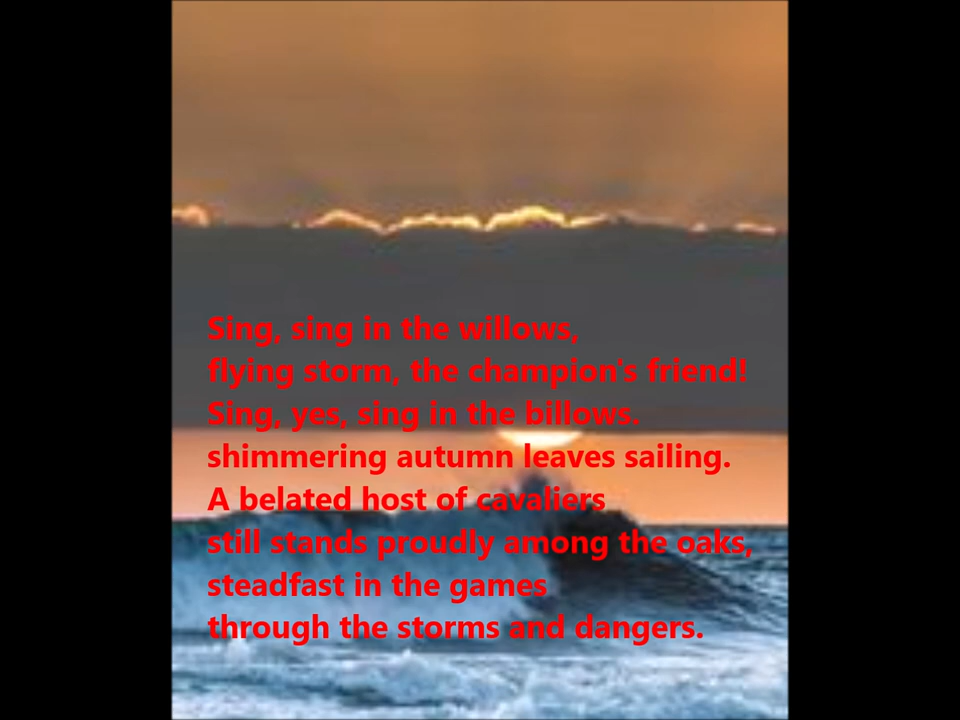 Sing, sing in the willows,
flying storm, the champion's friend!
Sing, yes, sing in the billows.
shimmering autumn leaves sailing.
A belated host of cavaliers
still stands proudly among the oaks,
steadfast in the games
through the storms and dangers.